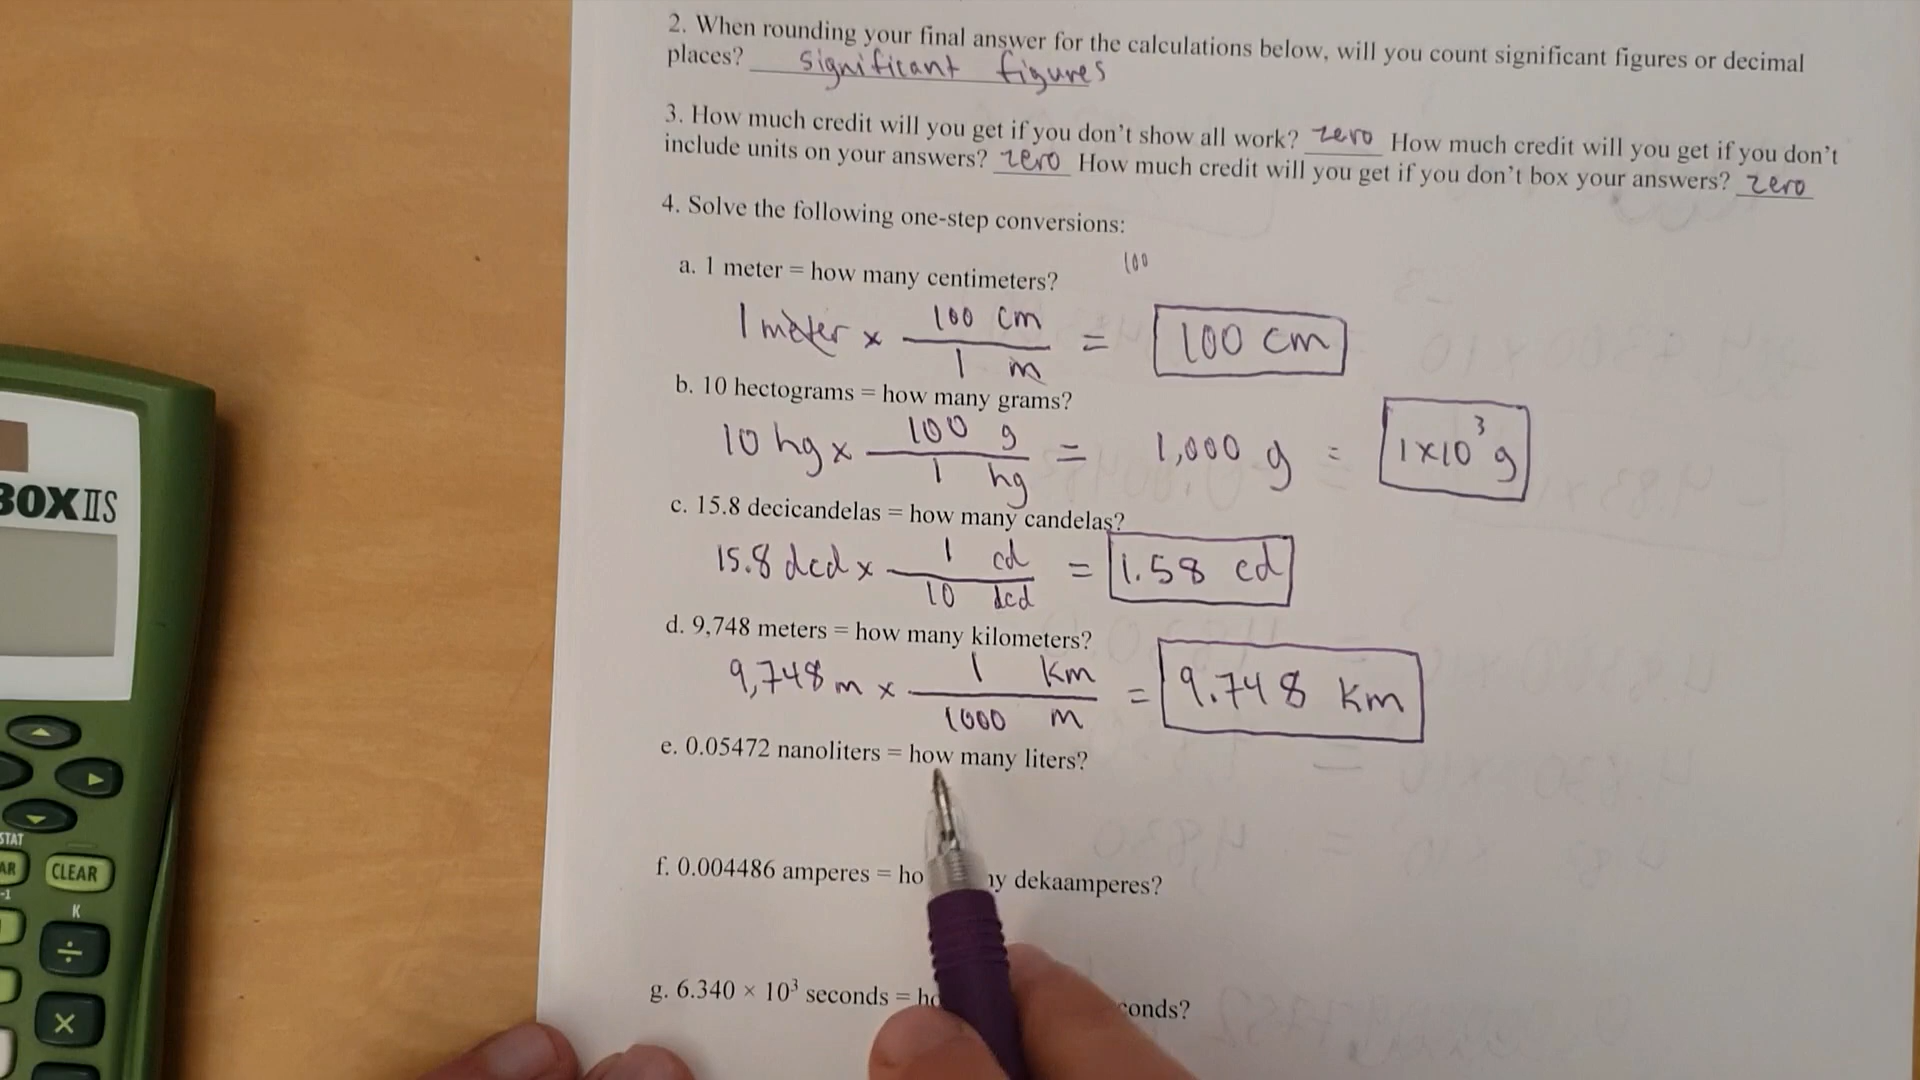 2. When rounding your final answer for the calculations below, will you count significant figures or decimal
places? significant figures
3. How much credit will you get if you don't show all work? zero How much credit will you get if you don't
include units on your answers? zero How much credit will you get if you don't box your answers? zero
4. Solve the following one-step conversions:
a. 1 meter = how many centimeters? 100
1 meter x 100 cm / 1 m = 100 cm
b. 10 hectograms = how many grams?
10 hg x 100 g / 1 hg = 1,000 g = 1x10³ g
c. 15.8 decicandelas = how many candelas?
15.8 dcd x 1 cd / 10 dcd = 1.58 cd
d. 9,748 meters = how many kilometers?
9,748 m x 1 km / 1000 m = 9.748 km
e. 0.05472 nanoliters = how many liters?
f. 0.004486 amperes = ho ny dekaamperes?
g. 6.340 × 10³ seconds = ho conds?
BOXIIS
STAT
CLEAR
K
÷
×